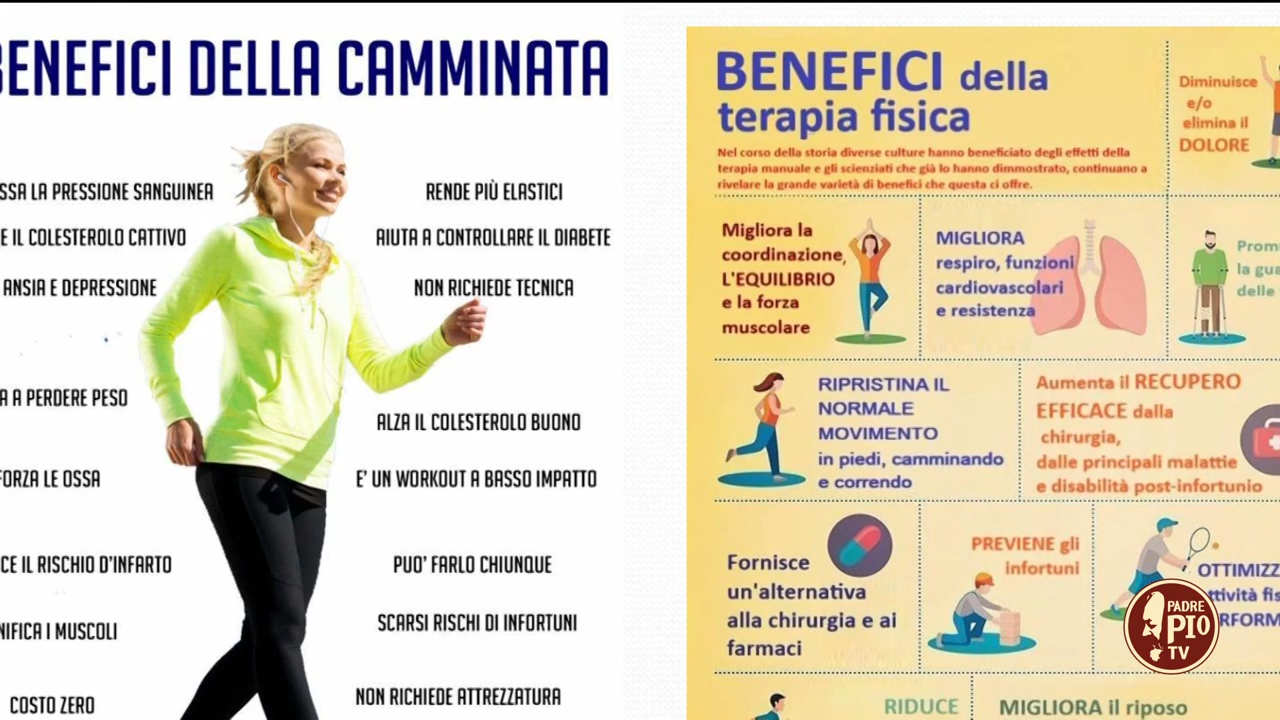 BENEFICI DELLA CAMMINATA
SSA LA PRESSIONE SANGUINEA
E IL COLESTEROLO CATTIVO
ANSIA E DEPRESSIONE
A A PERDERE PESO
FORZA LE OSSA
CE IL RISCHIO D'INFARTO
NIFICA I MUSCOLI
COSTO ZERO
RENDE PIÙ ELASTICI
AIUTA A CONTROLLARE IL DIABETE
NON RICHIEDE TECNICA
ALZA IL COLESTEROLO BUONO
E' UN WORKOUT A BASSO IMPATTO
PUO' FARLO CHIUNQUE
SCARSI RISCHI DI INFORTUNI
NON RICHIEDE ATTREZZATURA
BENEFICI della
terapia fisica
Nel corso della storia diverse culture hanno beneficiato degli effetti della
terapia manuale e gli scienziati che già lo hanno dimmostrato, continuano a
rivelare la grande varietà di benefici che questa ci offre.
Diminuisce
e/o
elimina il
DOLORE
Migliora la
coordinazione,
L'EQUILIBRIO
e la forza
muscolare
MIGLIORA
respiro, funzioni
cardiovascolari
e resistenza
Prom
la gua
delle
RIPRISTINA IL
NORMALE
MOVIMENTO
in piedi, camminando
e correndo
Aumenta il RECUPERO
EFFICACE dalla
chirurgia,
dalle principali malattie
e disabilità post-infortunio
Fornisce
un'alternativa
alla chirurgia e ai
farmaci
PREVIENE gli
infortuni
OTTIMIZZ
ttività fis
RFORM
PADRE
PIO
TV
RIDUCE
MIGLIORA il riposo